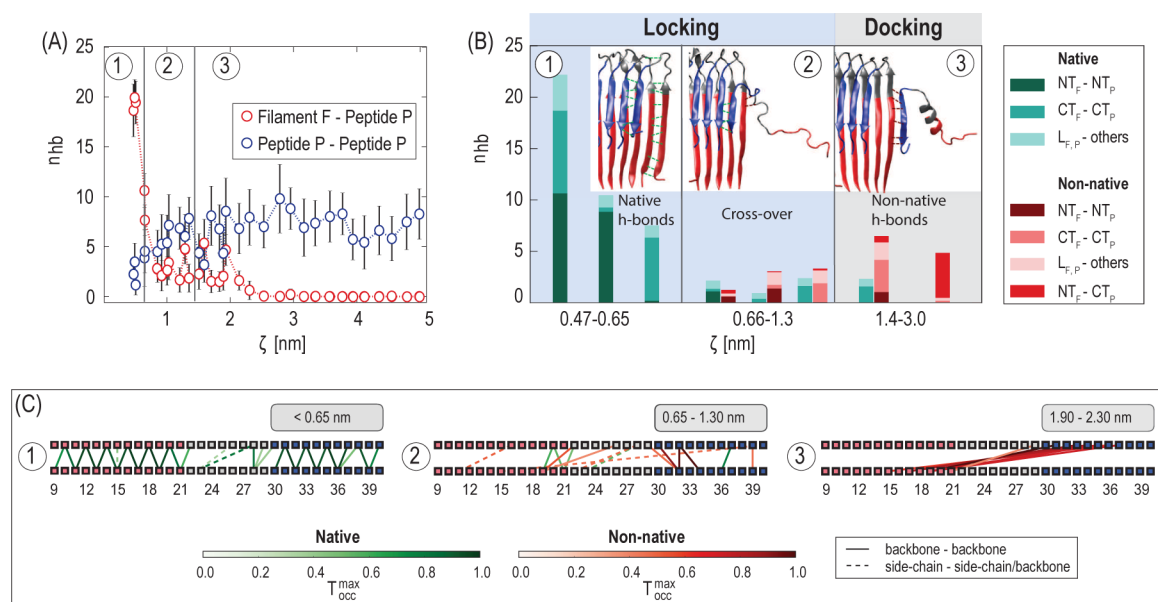 (A)
25
20
15
10
5
0
n_hb
1 2 3
Filament F - Peptide P
Peptide P - Peptide P
1 2 3 4 5
ζ [nm]
(B)
Locking Docking
25
20
15
10
5
0
n_hb
1 2 3
Native
h-bonds
Cross-over
Non-native
h-bonds
0.47-0.65 0.66-1.3 1.4-3.0
ζ [nm]
Native
NT_F - NT_P
CT_F - CT_P
L_F,P - others
Non-native
NT_F - NT_P
CT_F - CT_P
L_F,P - others
NT_F - CT_P
(C)
< 0.65 nm 0.65 - 1.30 nm 1.90 - 2.30 nm
1 2 3
9 12 15 18 21 24 27 30 33 36 39
9 12 15 18 21 24 27 30 33 36 39
9 12 15 18 21 24 27 30 33 36 39
Native
0.0 0.2 0.4 0.6 0.8 1.0
T_occ^max
Non-native
0.0 0.2 0.4 0.6 0.8 1.0
T_occ^max
backbone - backbone
side-chain - side-chain/backbone